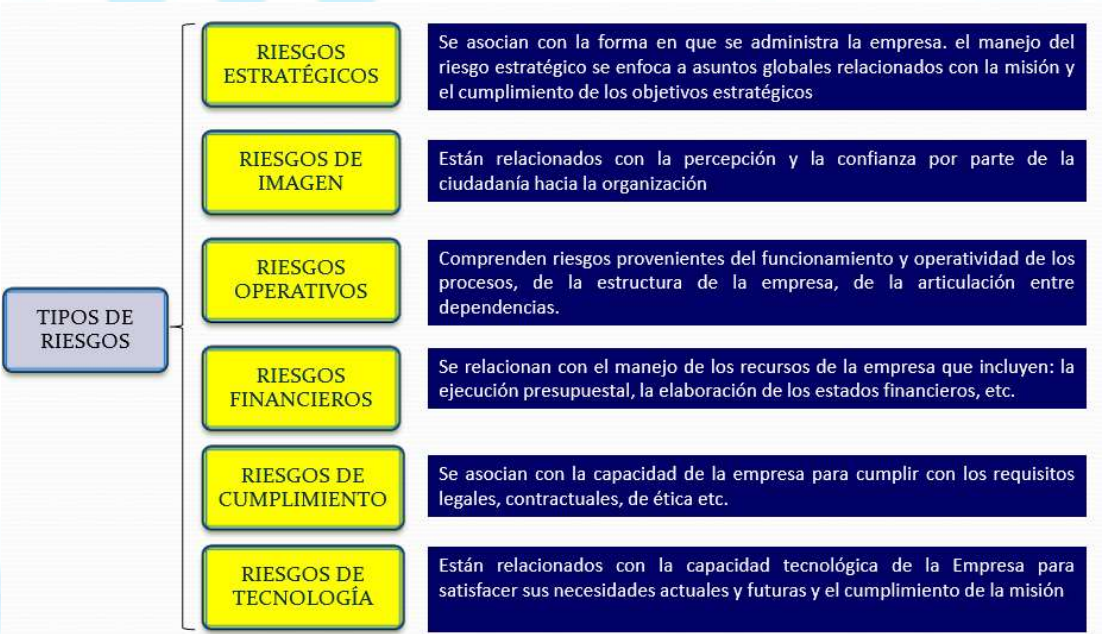 TIPOS DE
RIESGOS
RIESGOS
ESTRATÉGICOS
Se asocian con la forma en que se administra la empresa. el manejo del
riesgo estratégico se enfoca a asuntos globales relacionados con la misión y
el cumplimiento de los objetivos estratégicos
RIESGOS DE
IMAGEN
Están relacionados con la percepción y la confianza por parte de la
ciudadanía hacia la organización
RIESGOS
OPERATIVOS
Comprenden riesgos provenientes del funcionamiento y operatividad de los
procesos, de la estructura de la empresa, de la articulación entre
dependencias.
RIESGOS
FINANCIEROS
Se relacionan con el manejo de los recursos de la empresa que incluyen: la
ejecución presupuestal, la elaboración de los estados financieros, etc.
RIESGOS DE
CUMPLIMIENTO
Se asocian con la capacidad de la empresa para cumplir con los requisitos
legales, contractuales, de ética etc.
RIESGOS DE
TECNOLOGÍA
Están relacionados con la capacidad tecnológica de la Empresa para
satisfacer sus necesidades actuales y futuras y el cumplimiento de la misión